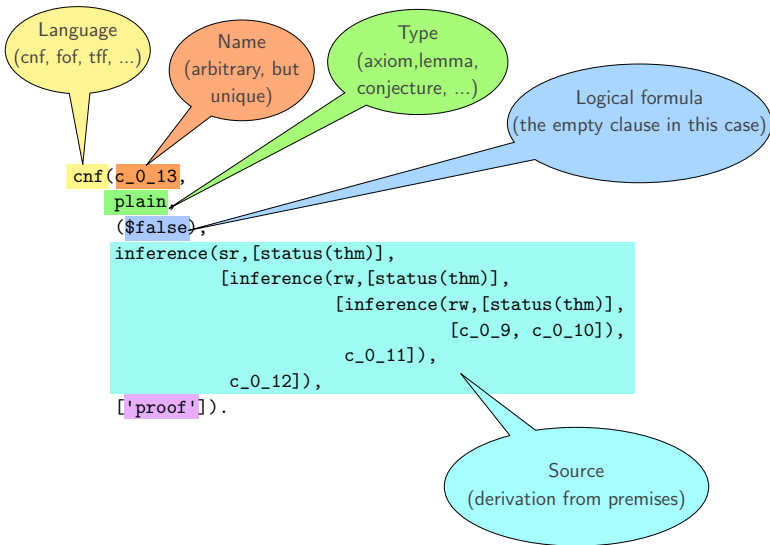 Language
(cnf, fof, tff, ...)
Name
(arbitrary, but
unique)
Type
(axiom,lemma,
conjecture, ...)
Logical formula
(the empty clause in this case)
cnf(c_0_13,
plain,
($false),
inference(sr,[status(thm)],
[inference(rw,[status(thm)],
[inference(rw,[status(thm)],
[c_0_9, c_0_10]),
c_0_11]),
c_0_12]),
['proof']).
Source
(derivation from premises)